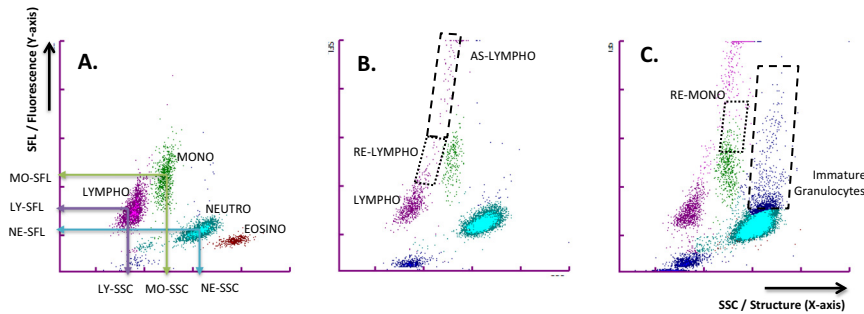 SFL / Fluorescence (Y-axis)
A.
MONO
LYMPHO
NEUTRO
EOSINO
MO-SFL
LY-SFL
NE-SFL
LY-SSC
MO-SSC
NE-SSC
B.
AS-LYMPHO
RE-LYMPHO
LYMPHO
C.
RE-MONO
Immature
Granulocytes
SSC / Structure (X-axis)